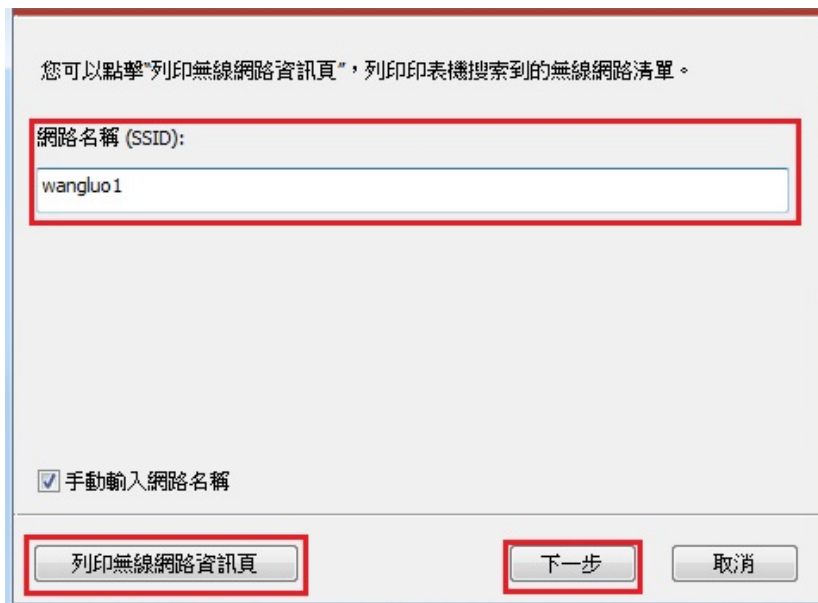 您可以點擊"列印無線網路資訊頁"，列印印表機搜索到的無線網路清單。
網路名稱 (SSID):
wangluo1
手動輸入網路名稱
列印無線網路資訊頁 下一步 取消